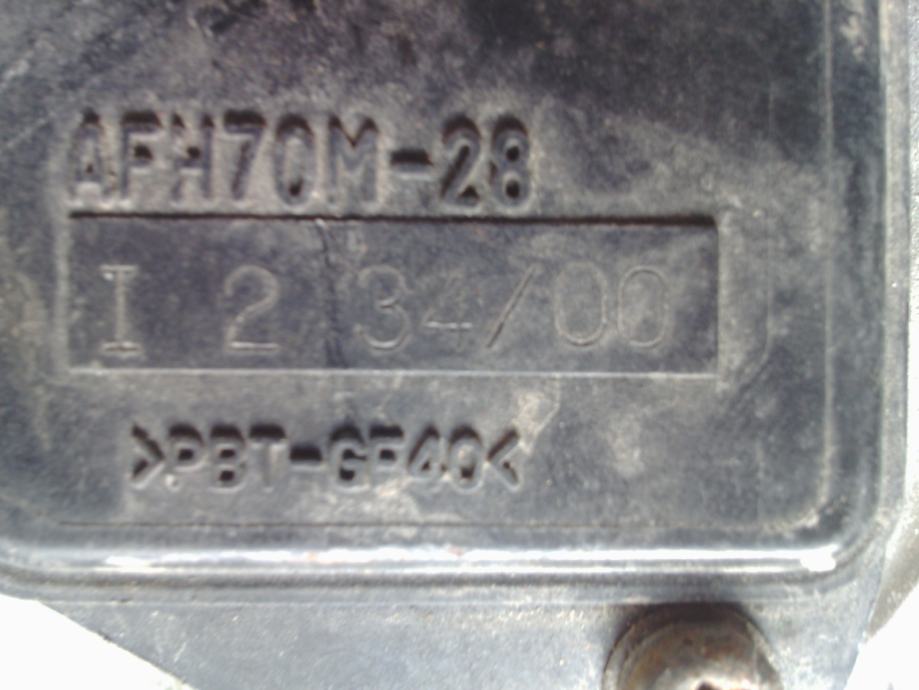 AFH70M-28
I 2 34/00
>PBT-GF40<